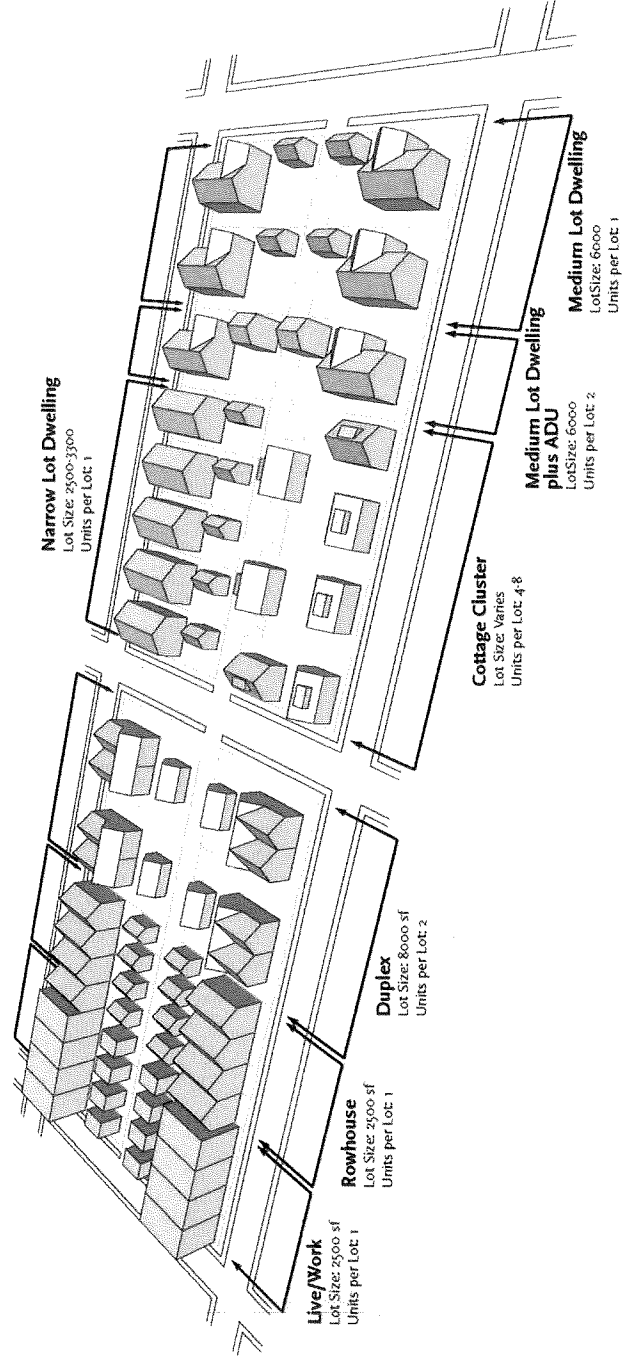 Narrow Lot Dwelling
Lot Size: 2500-3300
Units per Lot: 1
Live/Work
Lot Size: 2500 sf
Units per Lot: 1
Rowhouse
Lot Size: 2500 sf
Units per Lot: 1
Duplex
Lot Size: 8000 sf
Units per Lot: 2
Cottage Cluster
Lot Size: Varies
Units per Lot: 4-8
Medium Lot Dwelling
plus ADU
LotSize: 6000
Units per Lot: 2
Medium Lot Dwelling
LotSize: 6000
Units per Lot: 1